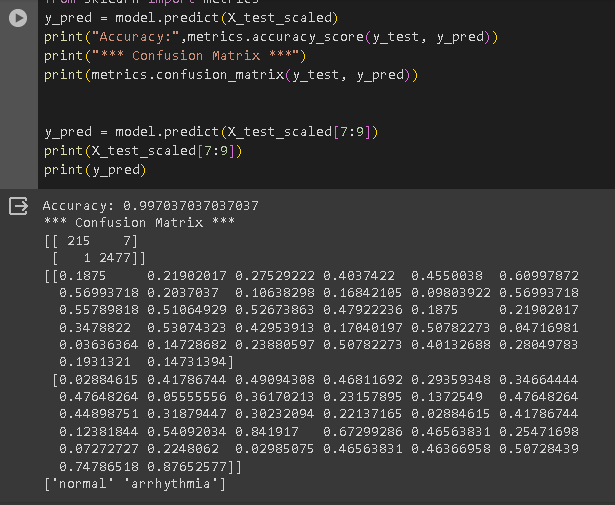 from sklearn import metrics
y_pred = model.predict(X_test_scaled)
print("Accuracy:",metrics.accuracy_score(y_test, y_pred))
print("*** Confusion Matrix ***")
print(metrics.confusion_matrix(y_test, y_pred))
y_pred = model.predict(X_test_scaled[7:9])
print(X_test_scaled[7:9])
print(y_pred)
Accuracy: 0.997037037037037
*** Confusion Matrix ***
[[ 215    7]
 [   1 2477]]
[[0.1875     0.21902017 0.27529222 0.4037422  0.4550038  0.60997872
  0.56993718 0.2037037  0.10638298 0.16842105 0.09803922 0.56993718
  0.55789818 0.51064929 0.52673863 0.47922236 0.1875     0.21902017
  0.3478822  0.53074323 0.42953913 0.17040197 0.50782273 0.04716981
  0.03636364 0.14728682 0.23880597 0.50782273 0.40132688 0.28049783
  0.1931321  0.14731394]
 [0.02884615 0.41786744 0.49094308 0.46811692 0.29359348 0.34664444
  0.47648264 0.05555556 0.36170213 0.23157895 0.1372549  0.47648264
  0.44898751 0.31879447 0.30232094 0.22137165 0.02884615 0.41786744
  0.12381844 0.54092034 0.841917   0.67299286 0.46563831 0.25471698
  0.07272727 0.2248062  0.02985075 0.46563831 0.46366958 0.50728439
  0.74786518 0.87652577]]
['normal' 'arrhythmia']